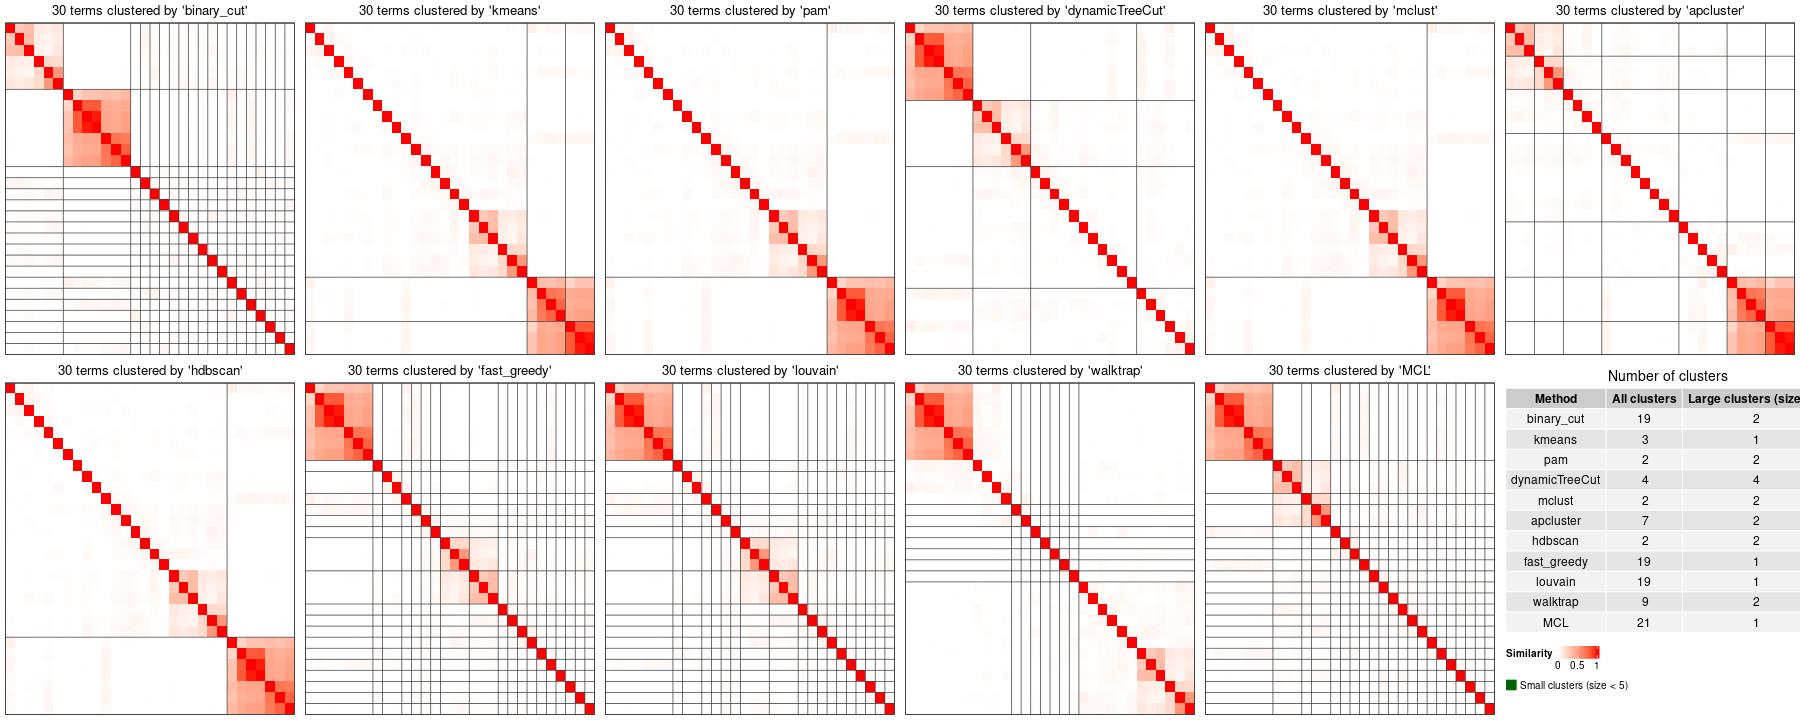 30 terms clustered by 'binary_cut'
30 terms clustered by 'kmeans'
30 terms clustered by 'pam'
30 terms clustered by 'dynamicTreeCut'
30 terms clustered by 'mclust'
30 terms clustered by 'apcluster'
30 terms clustered by 'hdbscan'
30 terms clustered by 'fast_greedy'
30 terms clustered by 'louvain'
30 terms clustered by 'walktrap'
30 terms clustered by 'MCL'
Number of clusters
Method All clusters Large clusters (size
binary_cut 19 2
kmeans 3 1
pam 2 2
dynamicTreeCut 4 4
mclust 2 2
apcluster 7 2
hdbscan 2 2
fast_greedy 19 1
louvain 19 1
walktrap 9 2
MCL 21 1
Similarity
0 0.5 1
Small clusters (size < 5)